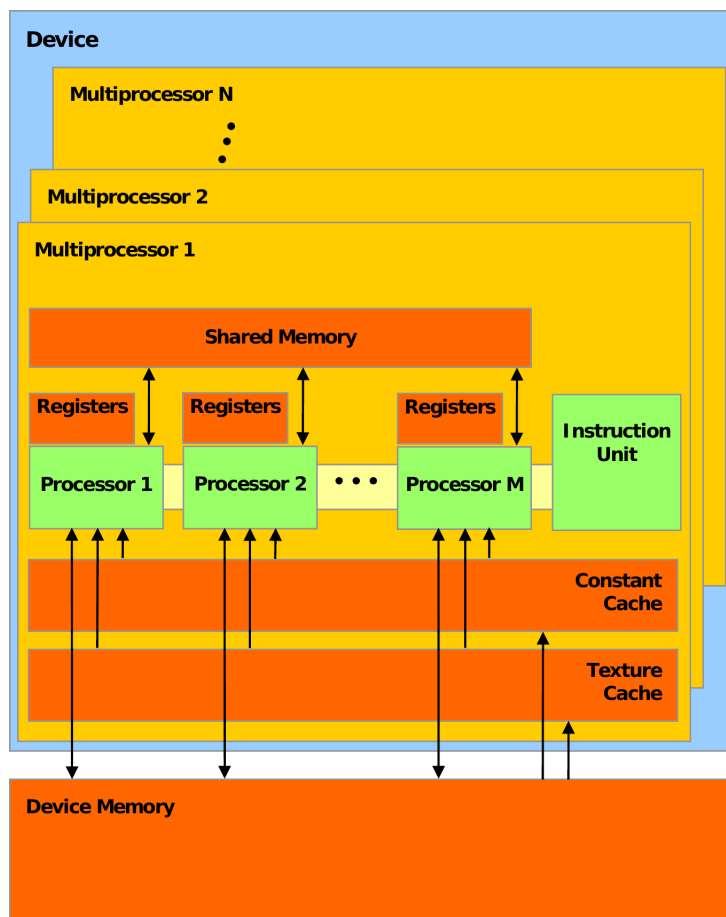 Device
Multiprocessor N
Multiprocessor 2
Multiprocessor 1
Shared Memory
Registers
Registers
Registers
Instruction
Unit
Processor 1
Processor 2
Processor M
Constant
Cache
Texture
Cache
Device Memory